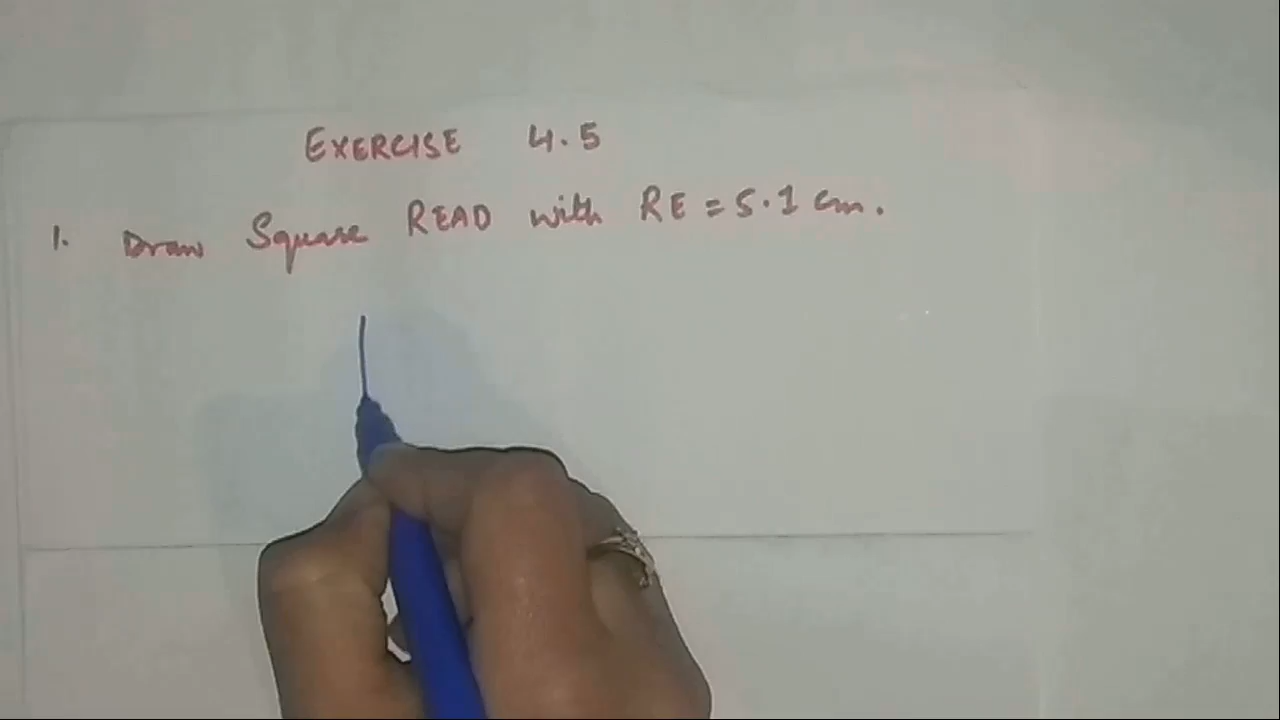 EXERCISE 4.5
1. Draw Square READ with RE = 5.1 cm.